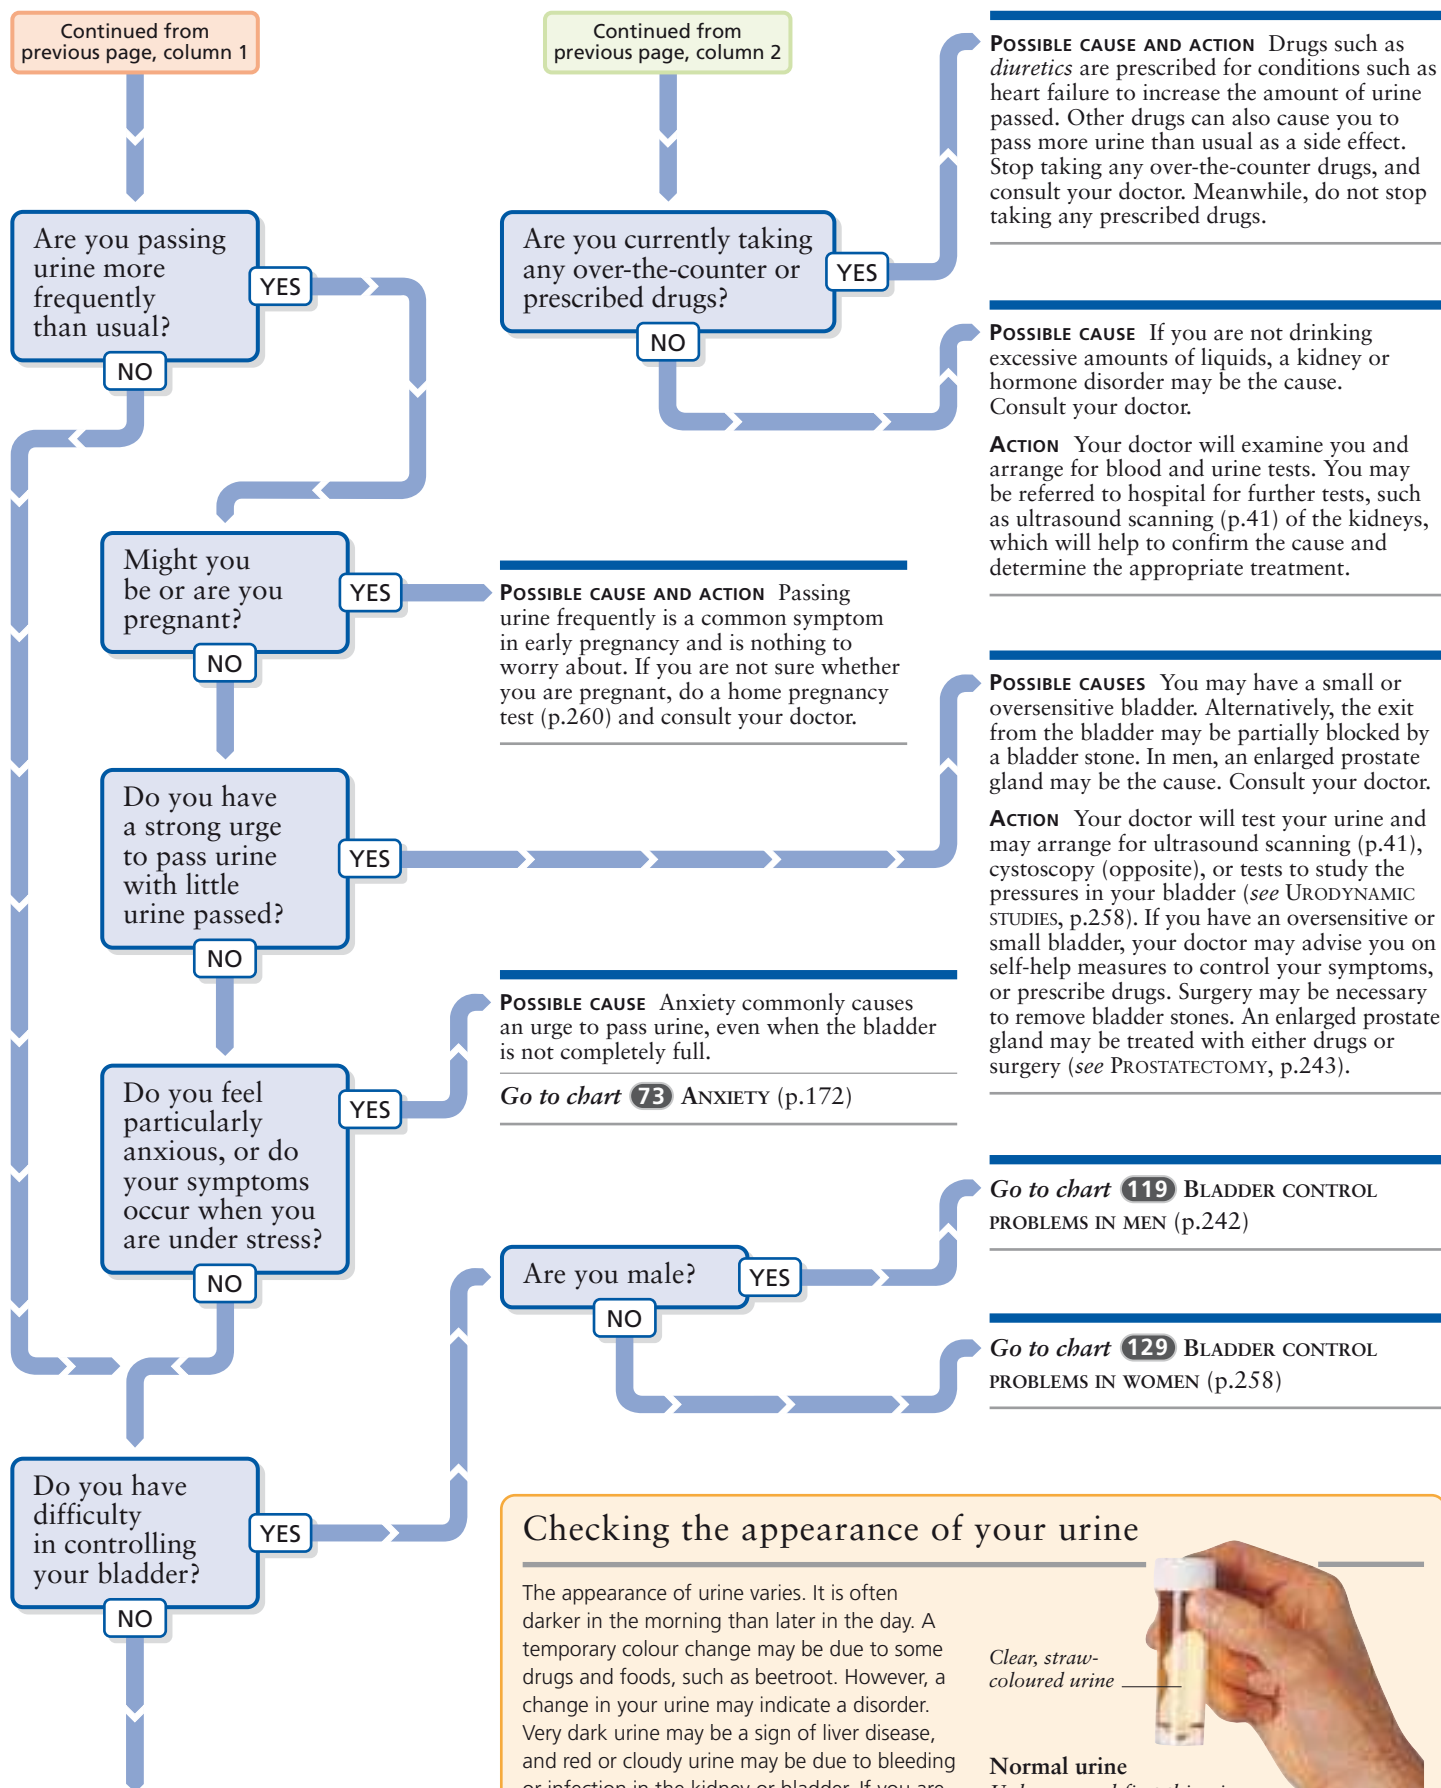 Continued from
previous page, column 1
Are you passing
urine more
frequently
than usual?
YES
NO
Might you
be or are you
pregnant?
YES
NO
Do you have
a strong urge
to pass urine
with little
urine passed?
YES
NO
Do you feel
particularly
anxious, or do
your symptoms
occur when you
are under stress?
YES
NO
Do you have
difficulty
in controlling
your bladder?
YES
NO
Continued from
previous page, column 2
Are you currently taking
any over-the-counter or
prescribed drugs?
YES
NO
POSSIBLE CAUSE AND ACTION Passing
urine frequently is a common symptom
in early pregnancy and is nothing to
worry about. If you are not sure whether
you are pregnant, do a home pregnancy
test (p.260) and consult your doctor.
POSSIBLE CAUSE Anxiety commonly causes
an urge to pass urine, even when the bladder
is not completely full.
Go to chart 73 ANXIETY (p.172)
Are you male?
YES
NO
POSSIBLE CAUSE AND ACTION Drugs such as
diuretics are prescribed for conditions such as
heart failure to increase the amount of urine
passed. Other drugs can also cause you to
pass more urine than usual as a side effect.
Stop taking any over-the-counter drugs, and
consult your doctor. Meanwhile, do not stop
taking any prescribed drugs.
POSSIBLE CAUSE If you are not drinking
excessive amounts of liquids, a kidney or
hormone disorder may be the cause.
Consult your doctor.
ACTION Your doctor will examine you and
arrange for blood and urine tests. You may
be referred to hospital for further tests, such
as ultrasound scanning (p.41) of the kidneys,
which will help to confirm the cause and
determine the appropriate treatment.
POSSIBLE CAUSES You may have a small or
oversensitive bladder. Alternatively, the exit
from the bladder may be partially blocked by
a bladder stone. In men, an enlarged prostate
gland may be the cause. Consult your doctor.
ACTION Your doctor will test your urine and
may arrange for ultrasound scanning (p.41),
cystoscopy (opposite), or tests to study the
pressures in your bladder (see URODYNAMIC
STUDIES, p.258). If you have an oversensitive or
small bladder, your doctor may advise you on
self-help measures to control your symptoms,
or prescribe drugs. Surgery may be necessary
to remove bladder stones. An enlarged prostate
gland may be treated with either drugs or
surgery (see PROSTATECTOMY, p.243).
Go to chart 119 BLADDER CONTROL
PROBLEMS IN MEN (p.242)
Go to chart 129 BLADDER CONTROL
PROBLEMS IN WOMEN (p.258)
Checking the appearance of your urine
The appearance of urine varies. It is often
darker in the morning than later in the day. A
temporary colour change may be due to some
drugs and foods, such as beetroot. However, a
change in your urine may indicate a disorder.
Very dark urine may be a sign of liver disease,
and red or cloudy urine may be due to bleeding
or infection in the kidney or bladder. If you are
Clear, straw-
coloured urine
Normal urine